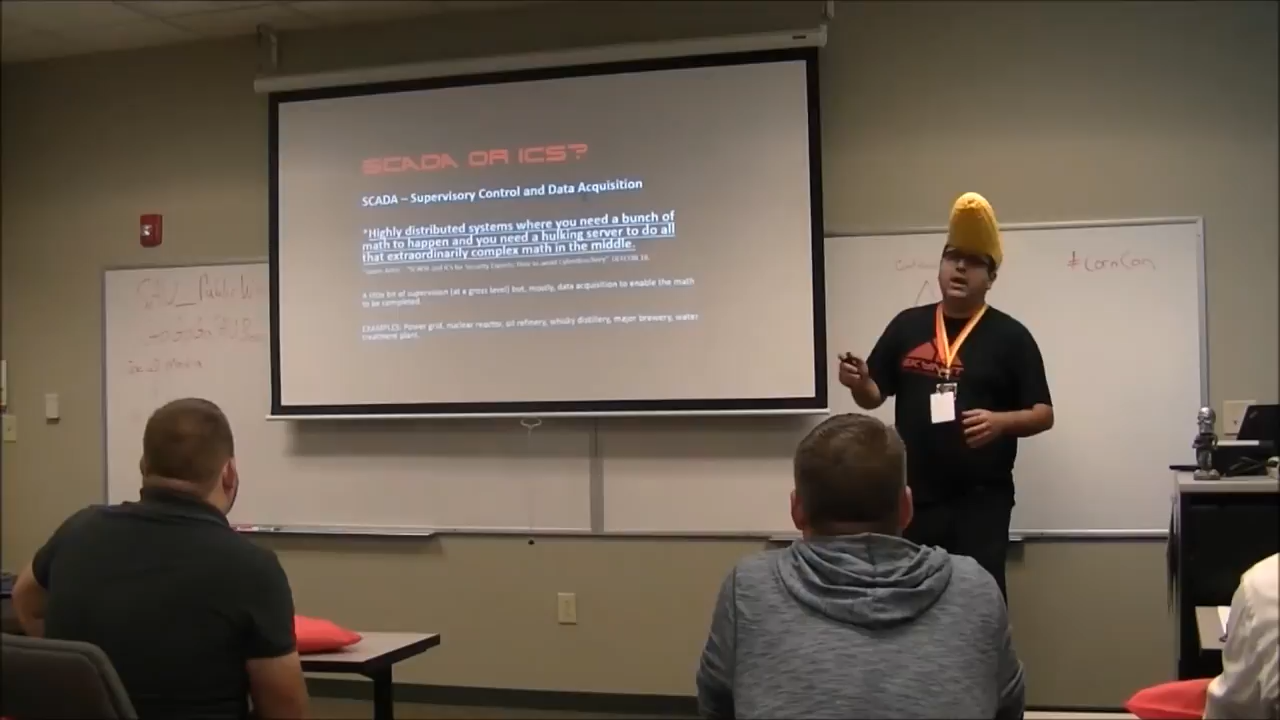 SCADA OR ICS?
SCADA – Supervisory Control and Data Acquisition
*Highly distributed systems where you need a bunch of
math to happen and you need a hulking server to do all
that extraordinarily complex math in the middle.
A little bit of supervision (at a gross level) but, mostly, data acquisition to enable the math
to be completed
EXAMPLES: Power grid, nuclear reactor, oil refinery, whisky distillery, major brewery, water
treatment plant.
#CornCon
Social Media